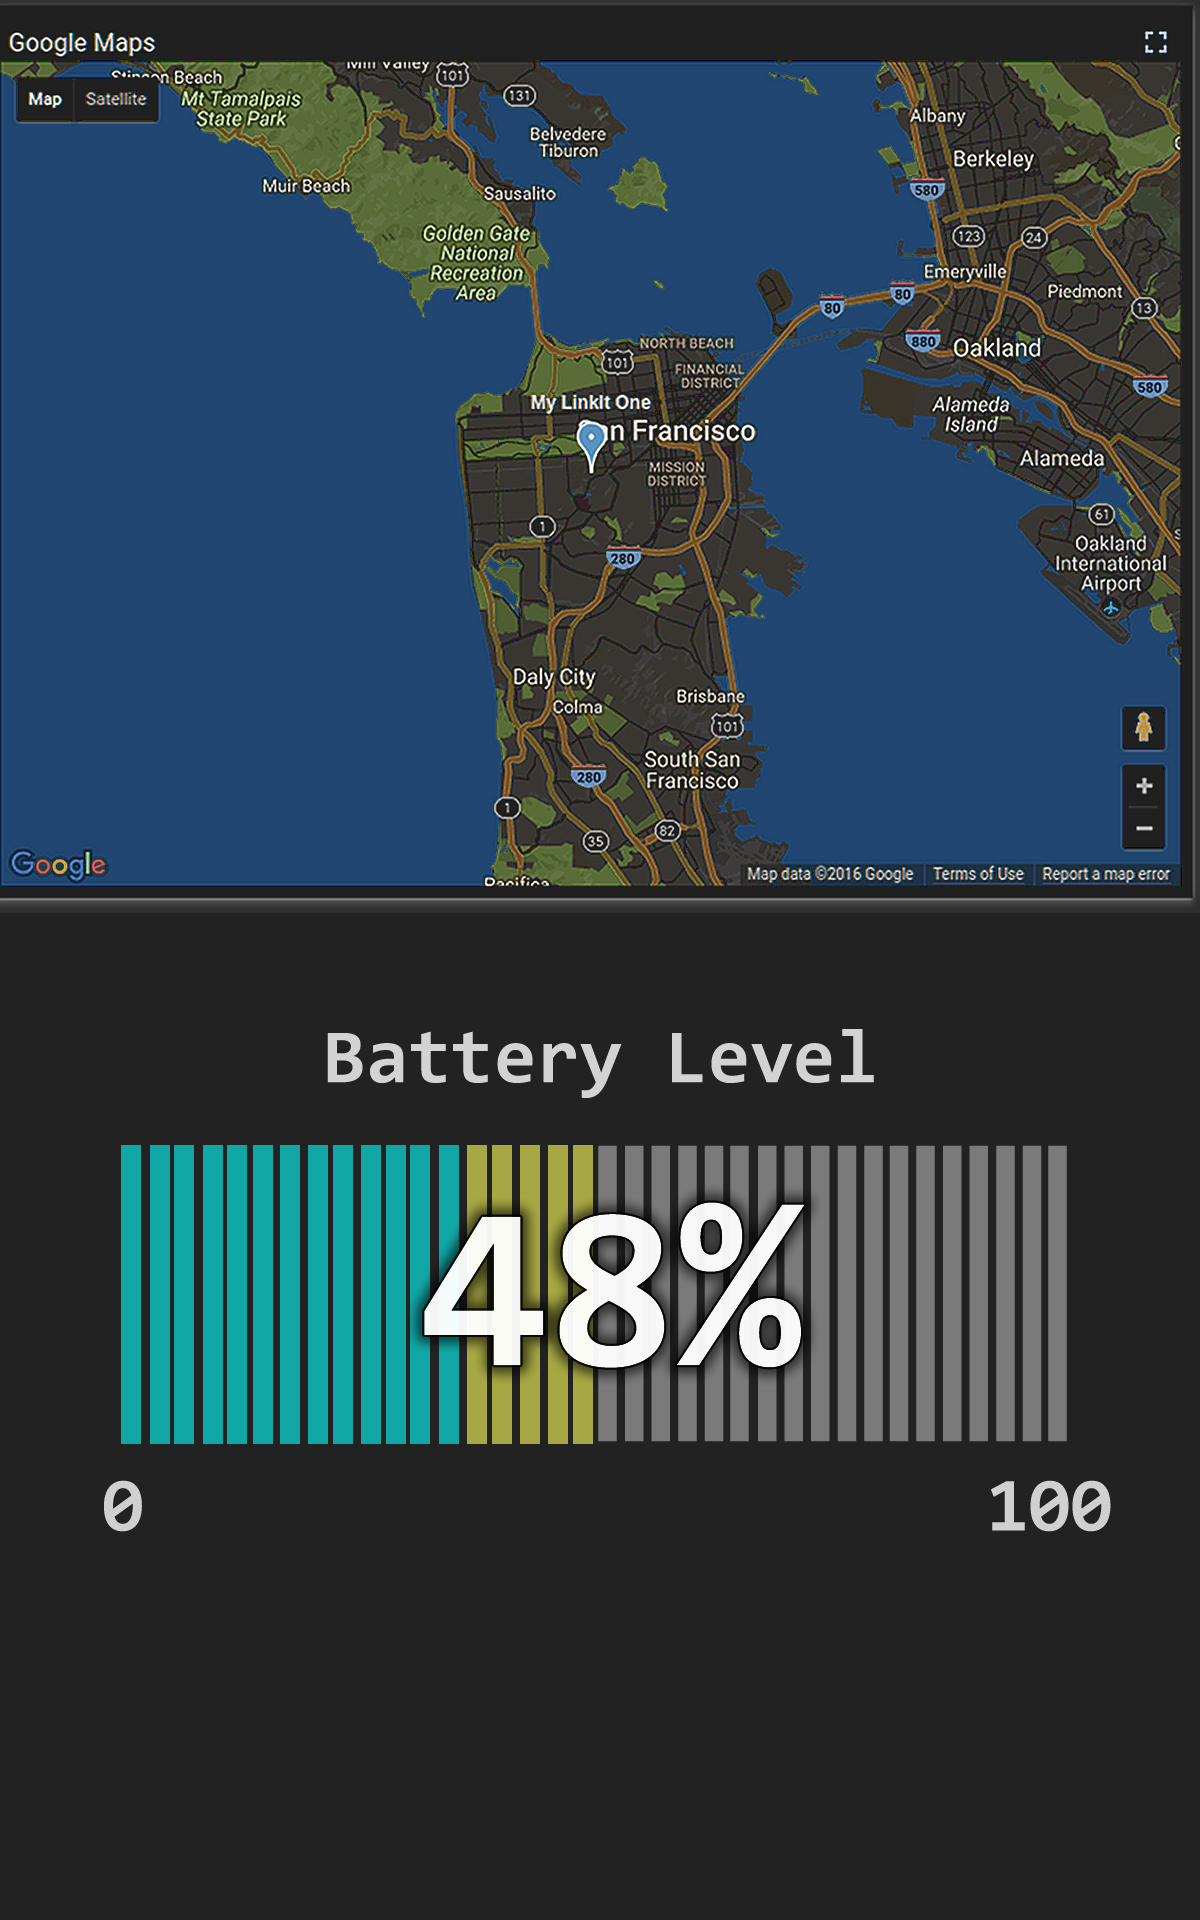 Google Maps
Map
Satellite
Stinson Beach
Mt Tamalpais
State Park
Mill Valley
101
131
Belvedere
Tiburon
Albany
Berkeley
580
Muir Beach
Sausalito
Golden Gate
National
Recreation
Area
123
24
Emeryville
Piedmont
80
80
13
880
Oakland
580
NORTH BEACH
101
FINANCIAL
DISTRICT
My LinkIt One
San Francisco
MISSION
DISTRICT
Alameda
Island
Alameda
1
280
61
Oakland
International
Airport
Daly City
Colma
Brisbane
101
South San
Francisco
280
1
35
82
Pacifica
+
−
Google
Map data ©2016 Google
Terms of Use
Report a map error
Battery Level
48%
0
100